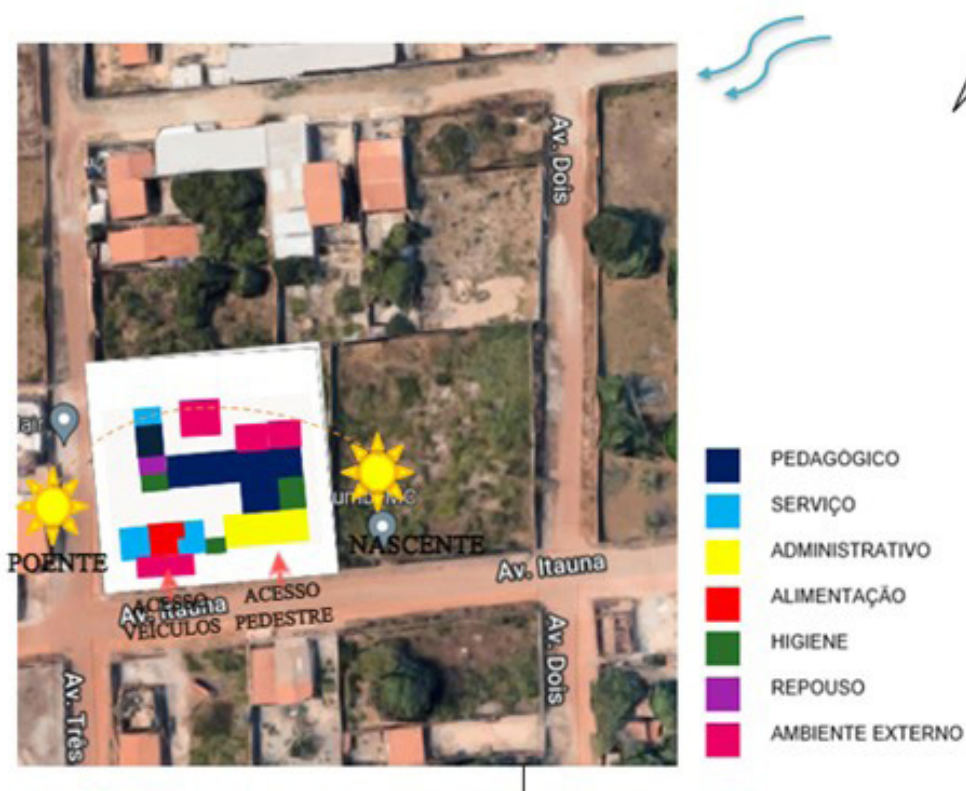 Av. Dois
NASCENTE
POENTE
Av. Itauna
ACESSO
VEÍCULOS
ACESSO
PEDESTRE
Av. Itauna
Av. Três
Av. Dois
PEDAGÓGICO
SERVIÇO
ADMINISTRATIVO
ALIMENTAÇÃO
HIGIENE
REPOUSO
AMBIENTE EXTERNO